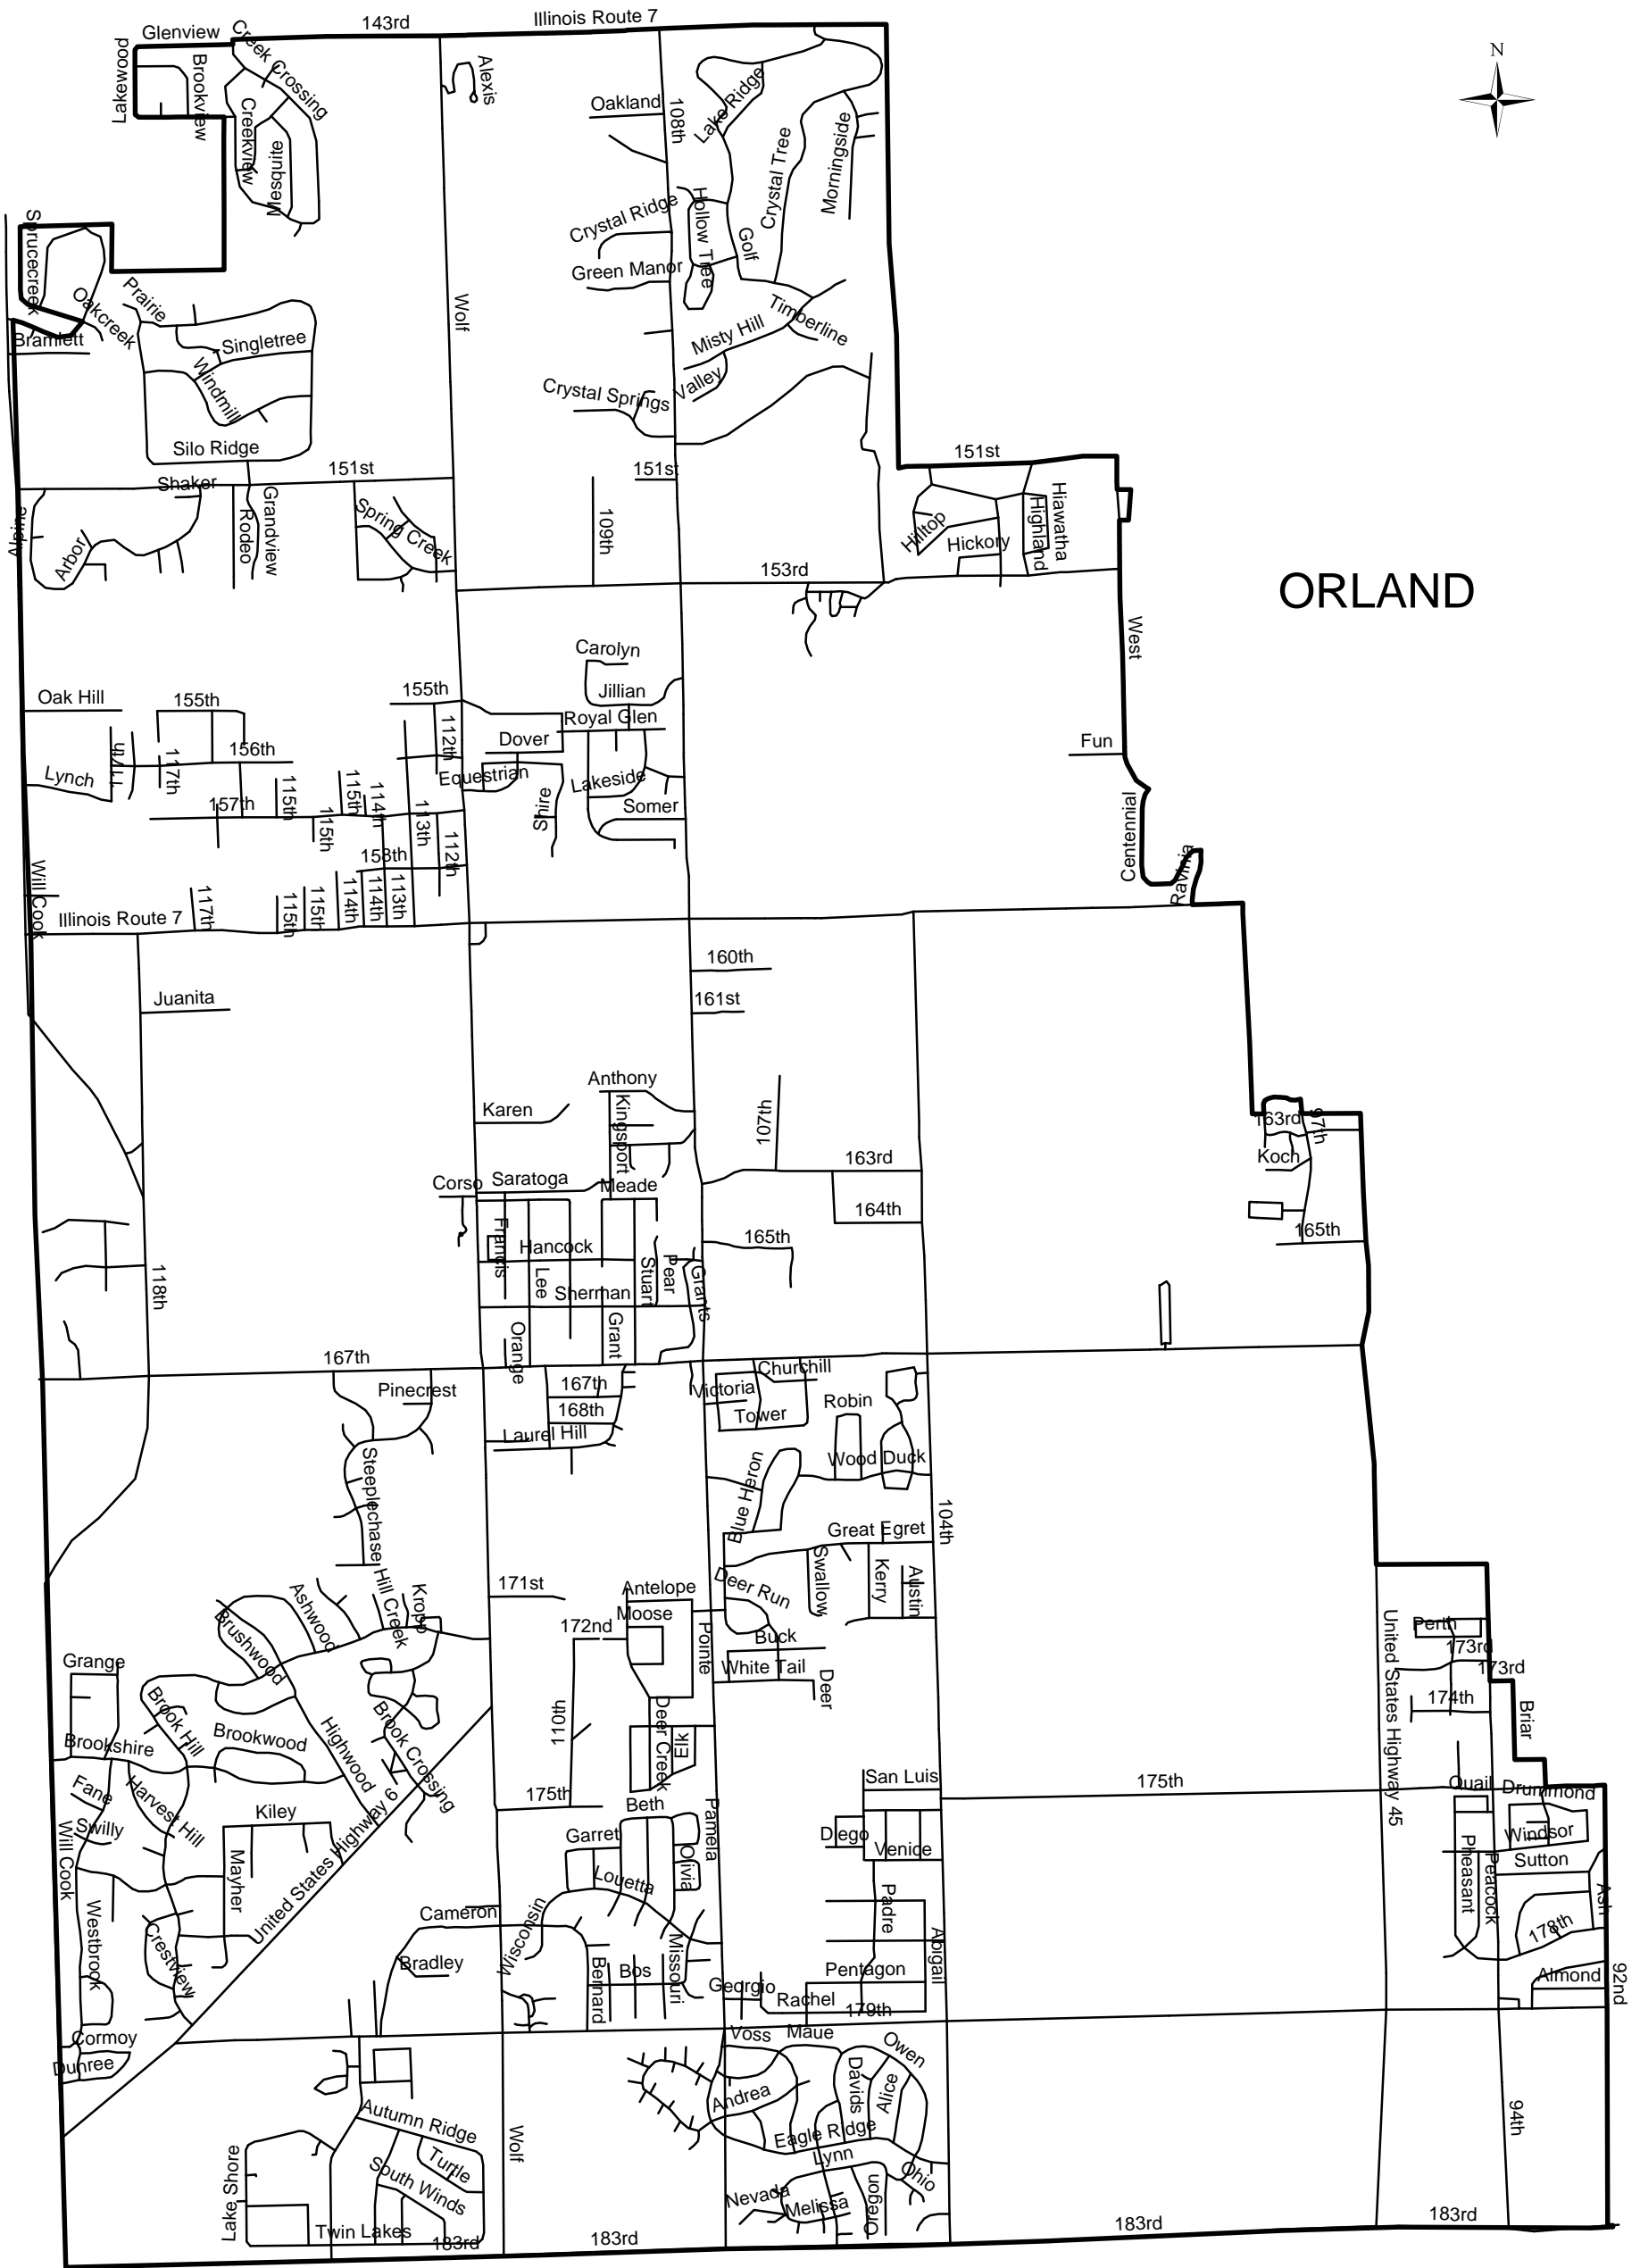 143rd
Illinois Route 7
Glenview
Creek Crossing
Lakewood
Brookview
Creekview
Mesquite
Alexis
Oakland
108th
Lake Ridge
Crystal Tree
Morningside
N
Sprucecreek
Crystal Ridge
Hollow Tree
Golf
Green Manor
Oakcreek
Prairie
Wolf
Timberline
Misty Hill
Bramlett
Singletree
Windmill
Valley
Crystal Springs
Silo Ridge
151st
151st
151st
Shaker
Alpine
Arbor
Rodeo
Grandview
Spring Creek
109th
Hilltop
Hickory
Highland
Hiawatha
153rd
ORLAND
West
Carolyn
Oak Hill
155th
155th
Jillian
Royal Glen
112th
Dover
117th
117th
156th
Fun
Lynch
Equestrian
Lakeside
115th
115th
114th
157th
115th
113th
112th
Shire
Somer
Centennial
158th
Ravinia
Will Cook
Illinois Route 7
117th
115th
115th
114th
114th
113th
160th
Juanita
161st
Anthony
Karen
Kingsport
107th
163rd
97th
Koch
163rd
Corso
Saratoga
Meade
164th
Francis
Hancock
165th
165th
118th
Lee
Stuart
Pear
Grants
Sherman
Orange
Grant
167th
Churchill
Pinecrest
167th
Victoria
168th
Tower
Robin
Laurel Hill
Wood Duck
Steeplechase
Blue Heron
104th
Great Egret
Swallow
Kerry
Austin
Hill Creek
Kropp
171st
Antelope
Deer Run
Ashwood
Brushwood
Moose
172nd
Pointe
Buck
United States Highway 45
Perth
173rd
173rd
Grange
White Tail
Deer
174th
Briar
Brook Hill
Brookwood
Highwood
Brook Crossing
110th
Deer Creek
Elk
Brookshire
Fane
Harvest Hill
San Luis
175th
Quail
Drummond
175th
Beth
Kiley
Swilly
United States Highway 6
Garret
Pamela
Diego
Venice
Windsor
Will Cook
Mayher
Louetta
Olivia
Pheasant
Peacock
Sutton
Ash
Westbrook
Crestview
Cameron
Wisconsin
Padre
178th
Bradley
Bernard
Bos
Missouri
Abigail
Pentagon
Almond
92nd
Georgio
Rachel
179th
Cormoy
Dunree
Voss
Maue
Owen
Andrea
Davids
Alice
Autumn Ridge
Eagle Ridge
94th
Lake Shore
Turtle
South Winds
Wolf
Lynn
Ohio
Nevada
Melissa
Oregon
Twin Lakes
183rd
183rd
183rd
183rd